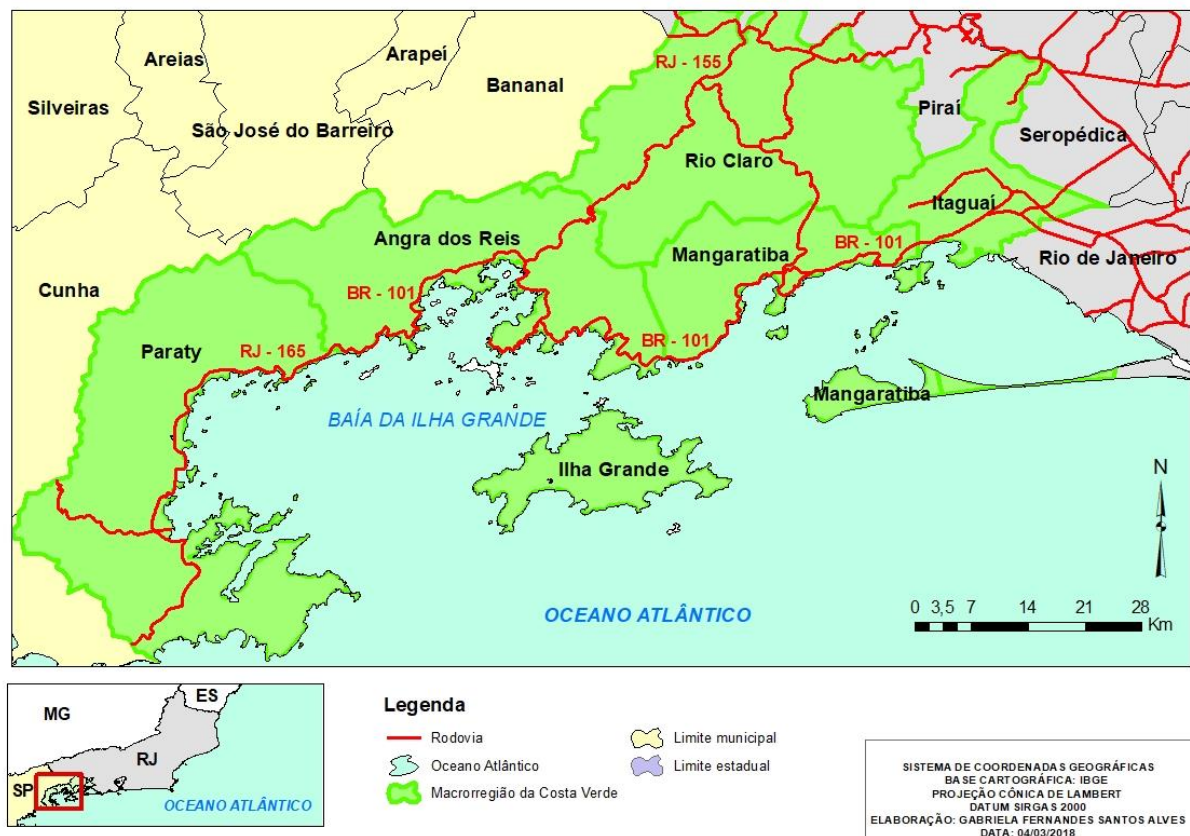 Areias
Arapeí
Silveiras
São José do Barreiro
Bananal
RJ - 155
Piraí
Seropédica
Rio Claro
Itaguaí
Angra dos Reis
Mangaratiba
BR - 101
Rio de Janeiro
Cunha
BR - 101
Paraty
RJ - 165
BR - 101
Mangaratiba
BAÍA DA ILHA GRANDE
Ilha Grande
N
OCEANO ATLÂNTICO
0 3,5 7 14 21 28
Km
MG
ES
RJ
SP
OCEANO ATLÂNTICO
Legenda
Rodovia
Oceano Atlântico
Macrorregião da Costa Verde
Limite municipal
Limite estadual
SISTEMA DE COORDENADAS GEOGRÁFICAS
BASE CARTOGRÁFICA: IBGE
PROJEÇÃO CÔNICA DE LAMBERT
DATUM SIRGAS 2000
ELABORAÇÃO: GABRIELA FERNANDES SANTOS ALVES
DATA: 04/03/2018